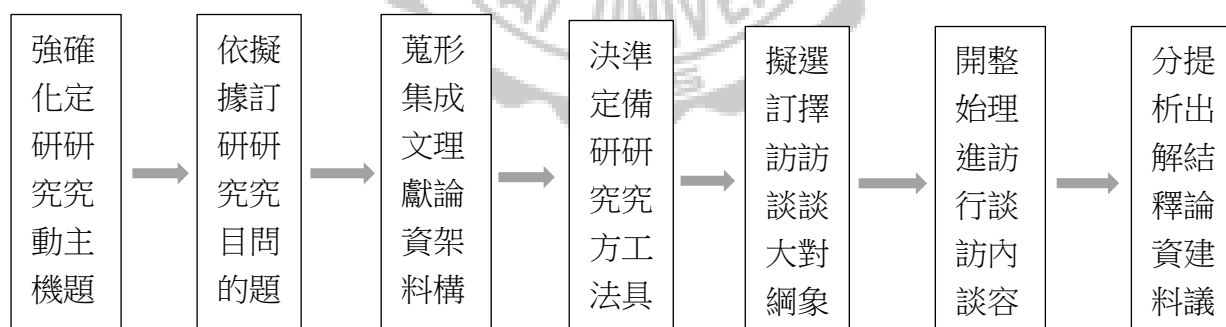 強化研究動機
確定研究主題
依據研究目的
擬訂研究問題
蒐集文獻資料
形成理論架構
決定研究方法
準備研究工具
擬訂訪談大綱
選擇訪談對象
開始進行訪談
整理訪談內容
分析解釋資料
提出結論建議